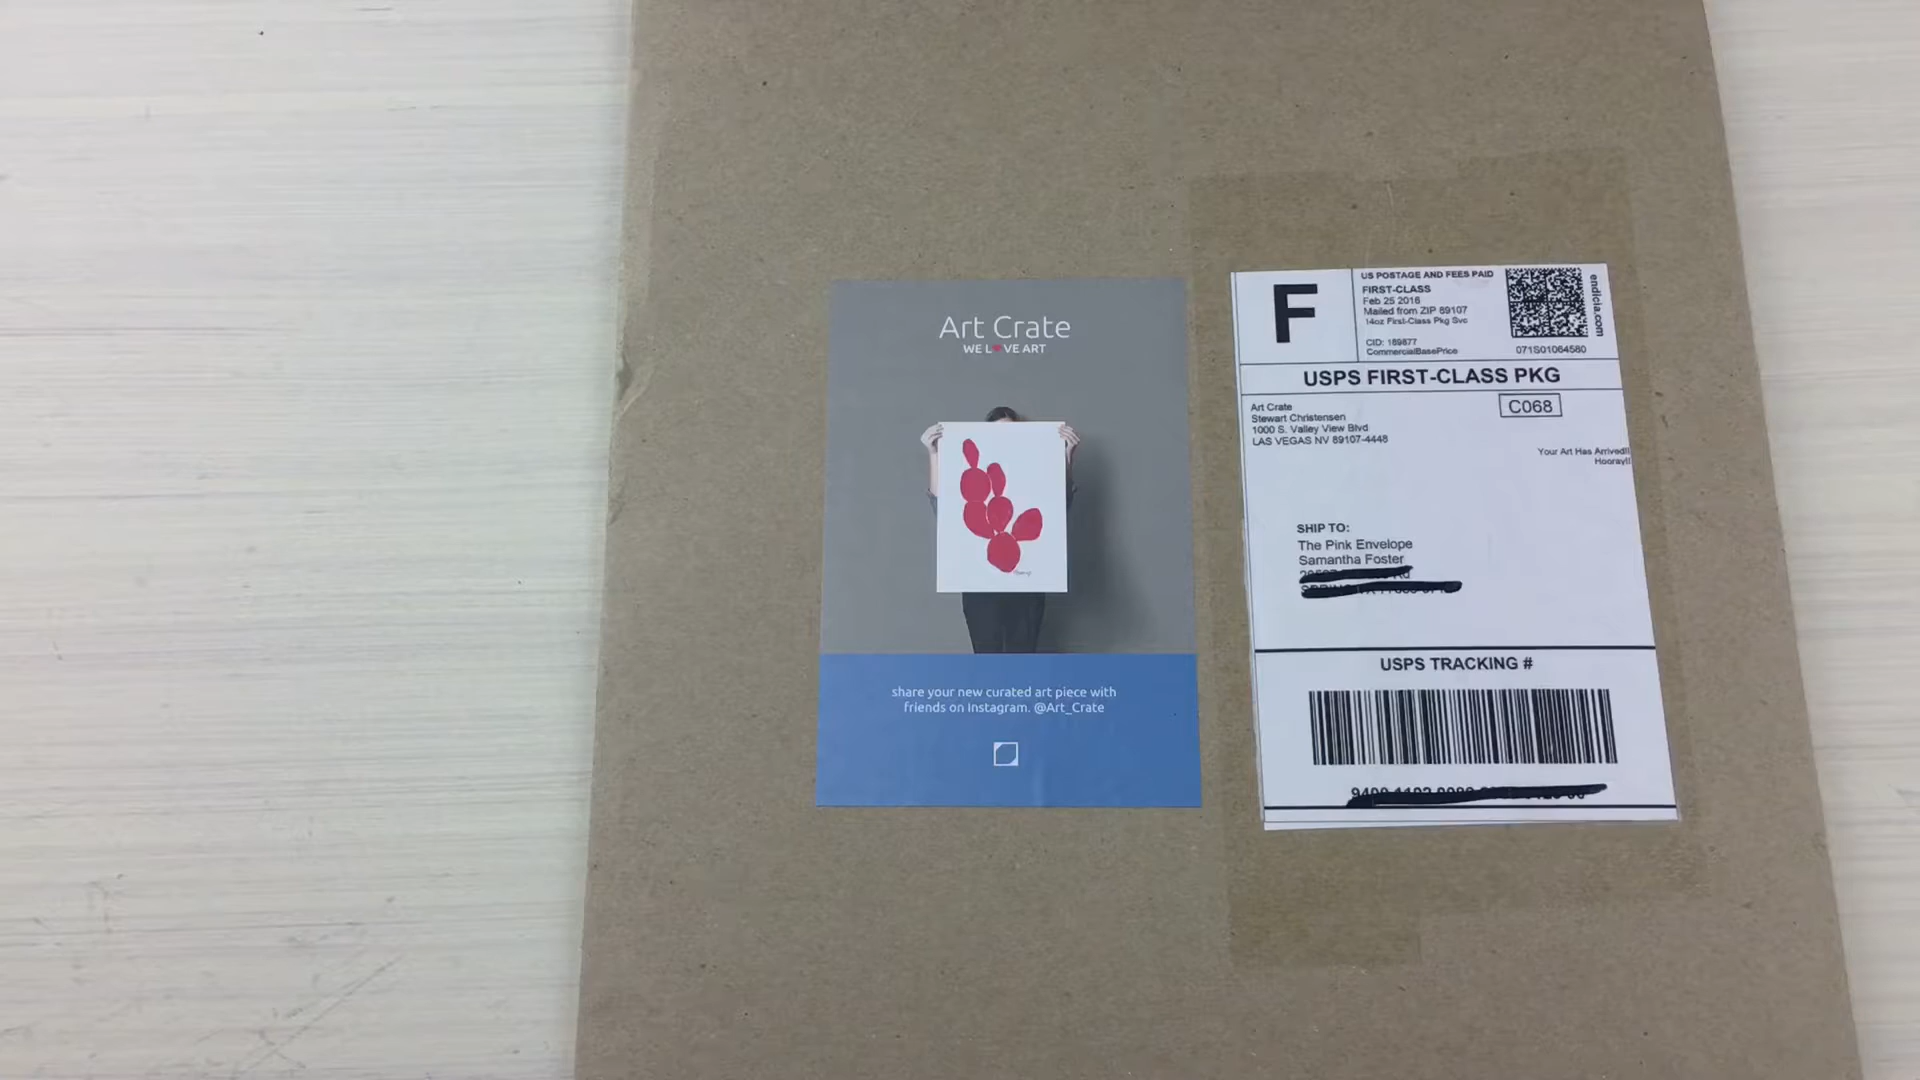 Art Crate
WE L♥VE ART
share your new curated art piece with
friends on Instagram. @Art_Crate
F
US POSTAGE AND FEES PAID
FIRST-CLASS
Feb 25 2016
Mailed from ZIP 89107
14oz First-Class Pkg Svc
CID: 189877
CommercialBasePrice
endicia.com
071S01064580
USPS FIRST-CLASS PKG
Art Crate
Stewart Christensen
1000 S. Valley View Blvd
LAS VEGAS NV 89107-4448
C068
Your Art Has Arrived!!
Hooray!!
SHIP TO:
The Pink Envelope
Samantha Foster
USPS TRACKING #